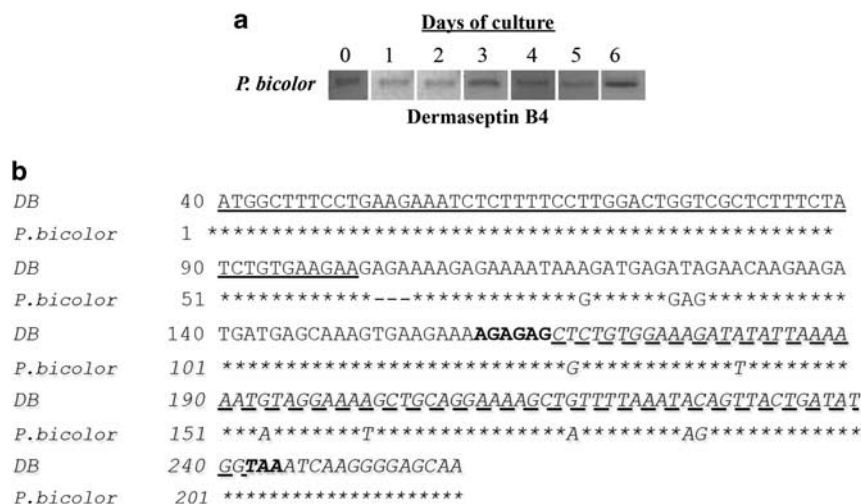 a
Days of culture
0 1 2 3 4 5 6
P. bicolor
Dermaseptin B4
b
DB 40 ATGGCTTTCCTGAAGAAATCTCTTTTCCTTGGACTGGTCGCTCTTTCTA
P.bicolor 1 *************************************************
DB 90 TCTGTGAAGAAGAGAAAAGAGAAAATAAAGATGAGATAGAACAAGAAGA
P.bicolor 51 ************---*************G******GAG***********
DB 140 TGATGAGCAAAGTGAAGAAAAGAGAGCTCTGTGGAAAGATATATTAAAA
P.bicolor 101 ***************************G************T********
DB 190 AATGTAGGAAAAGCTGCAGGAAAAGCTGTTTTAAATACAGTTACTGATAT
P.bicolor 151 ***A*******T***************A********AG************
DB 240 GGTAAATCAAGGGGAGCAA
P.bicolor 201 *********************